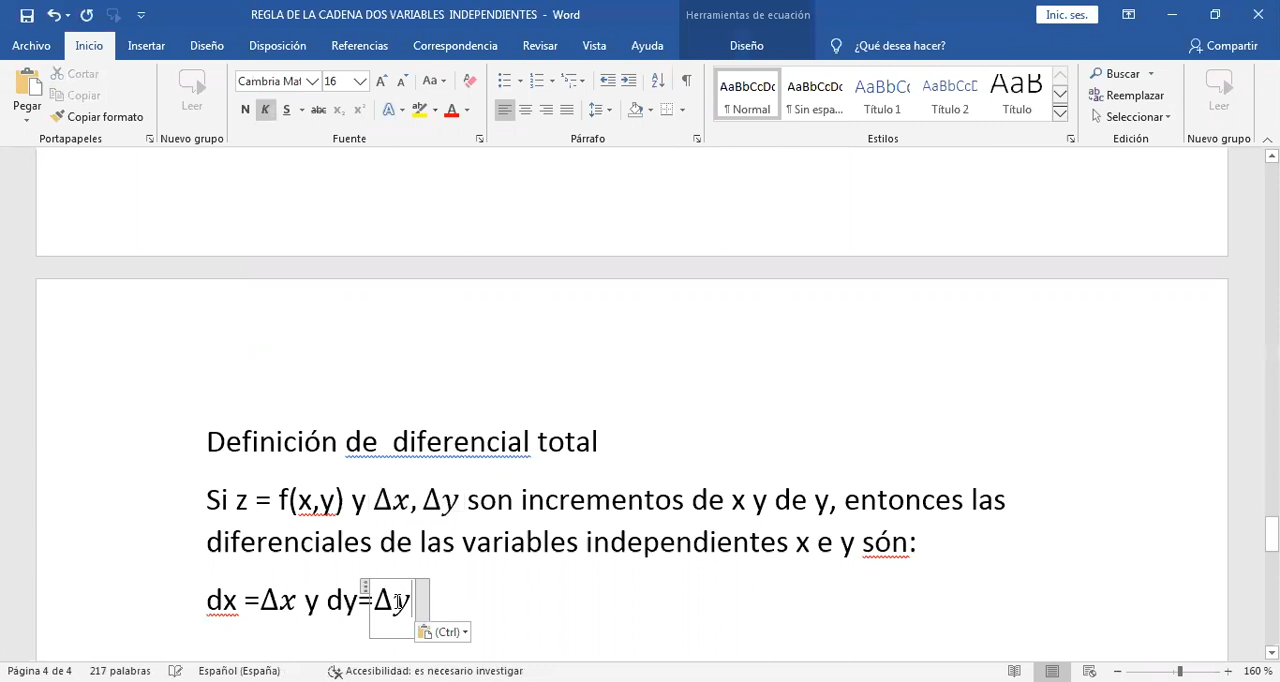 REGLA DE LA CADENA DOS VARIABLES INDEPENDIENTES - Word
Herramientas de ecuación
Inic. ses.
Archivo Inicio Insertar Diseño Disposición Referencias Correspondencia Revisar Vista Ayuda Diseño ¿Qué desea hacer? Compartir
Pegar
Cortar
Copiar
Copiar formato
Portapapeles
Leer
Nuevo grupo
Cambria Mat 16
N K S abc x₂ x²
Fuente
Párrafo
AaBbCcDc AaBbCcDc AaBbCc AaBbCcD AaB
¶ Normal ¶ Sin espa... Título 1 Título 2 Título
Estilos
Buscar
Reemplazar
Seleccionar
Edición
Leer
Nuevo grupo
Definición de diferencial total
Si z = f(x,y) y Δx, Δy son incrementos de x y de y, entonces las
diferenciales de las variables independientes x e y són:
dx =Δx y dy=Δy
(Ctrl)
Página 4 de 4 217 palabras Español (España) Accesibilidad: es necesario investigar 160 %